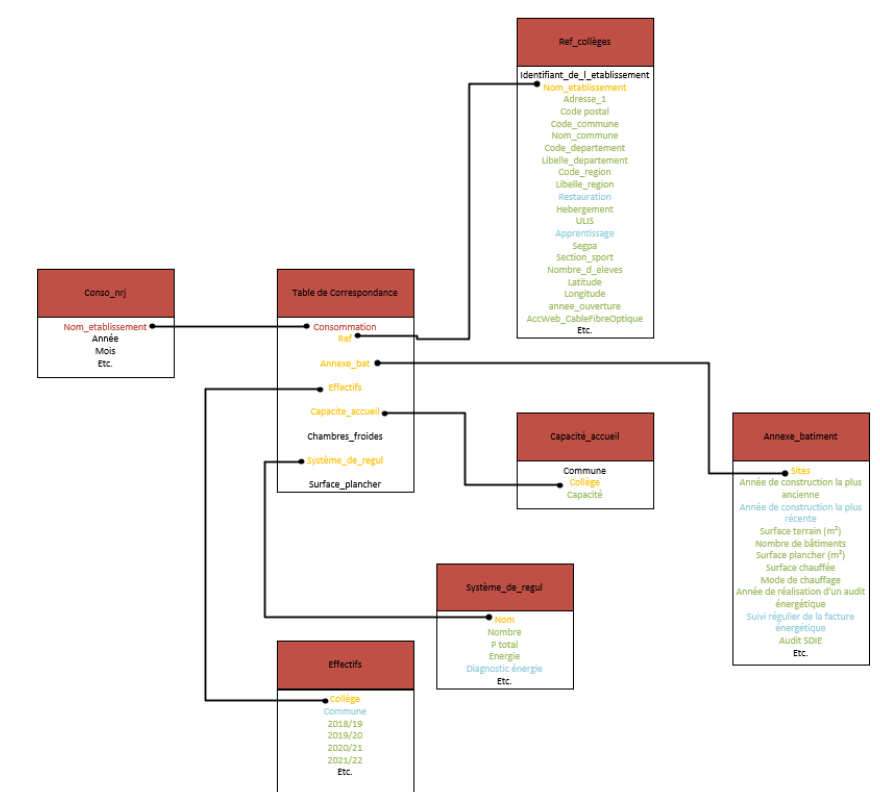 Ref_collèges
Identifiant_de_l_etablissement
Nom_etablissement
Adresse_1
Code postal
Code_commune
Nom_commune
Code_departement
Libelle_departement
Code_region
Libelle_region
Restauration
Hebergement
ULIS
Apprentissage
Segpa
Section_sport
Nombre_d_eleves
Latitude
Longitude
annee_ouverture
AccWeb_CableFibreOptique
Etc.
Conso_nrj
Nom_etablissement
Année
Mois
Etc.
Table de Correspondance
Consommation
Ref
Annexe_bat
Effectifs
Capacite_accueil
Chambres_froides
Système_de_regul
Surface_plancher
Capacité_accueil
Commune
Collège
Capacité
Annexe_batiment
Sites
Année de construction la plus
ancienne
Année de construction la plus
récente
Surface terrain (m²)
Nombre de bâtiments
Surface plancher (m²)
Surface chauffée
Mode de chauffage
Année de réalisation d'un audit
énergétique
Suivi régulier de la facture
énergétique
Audit SDIE
Etc.
Système_de_regul
Nom
Nombre
P total
Energie
Diagnostic énergie
Etc.
Effectifs
Collège
Commune
2018/19
2019/20
2020/21
2021/22
Etc.